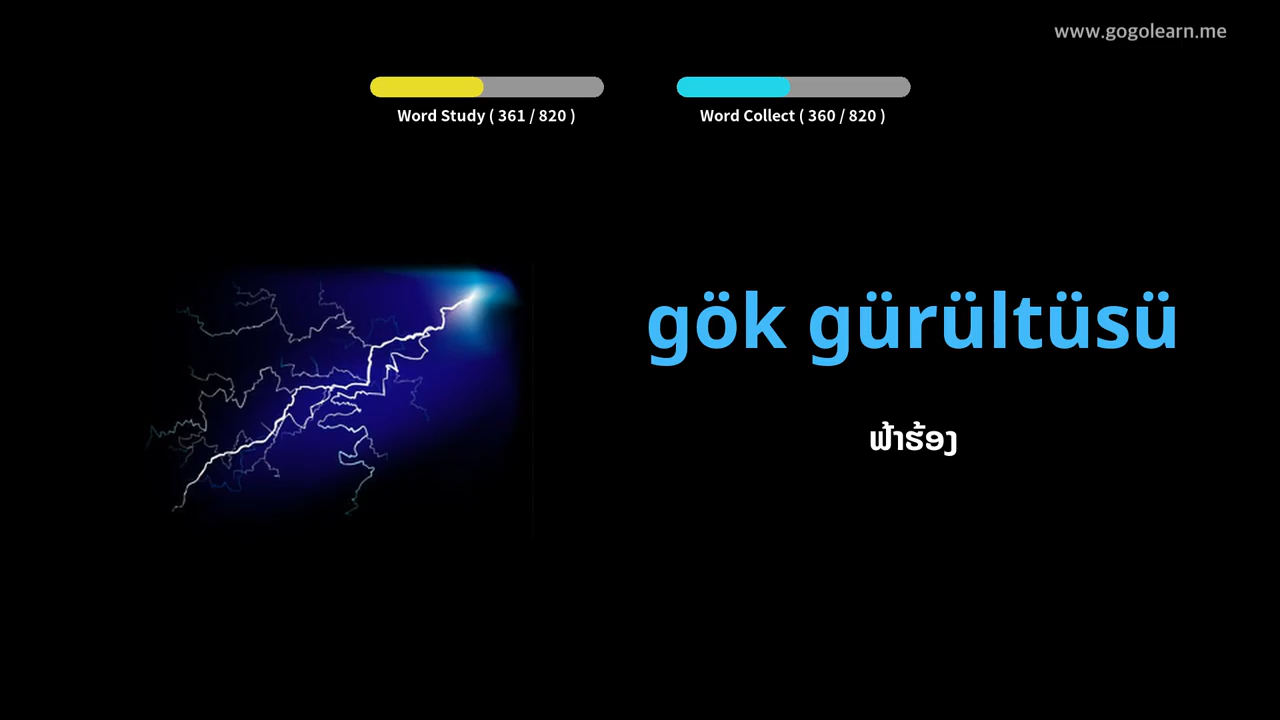 www.gogolearn.me
Word Study ( 361 / 820 )
Word Collect ( 360 / 820 )
gök gürültüsü
ຟ້າຮ້ອງ